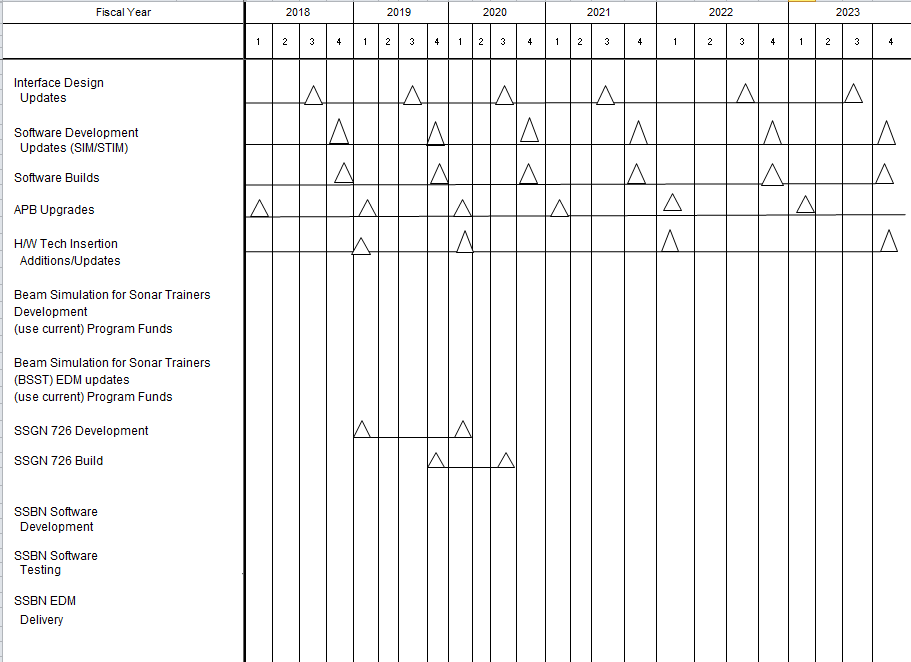 Fiscal Year 2018 2019 2020 2021 2022 2023
1 2 3 4 1 2 3 4 1 2 3 4 1 2 3 4 1 2 3 4 1 2 3 4
Interface Design
Updates
Software Development
Updates (SIM/STIM)
Software Builds
APB Upgrades
H/W Tech Insertion
Additions/Updates
Beam Simulation for Sonar Trainers
Development
(use current) Program Funds
Beam Simulation for Sonar Trainers
(BSST) EDM updates
(use current) Program Funds
SSGN 726 Development
SSGN 726 Build
SSBN Software
Development
SSBN Software
Testing
SSBN EDM
Delivery